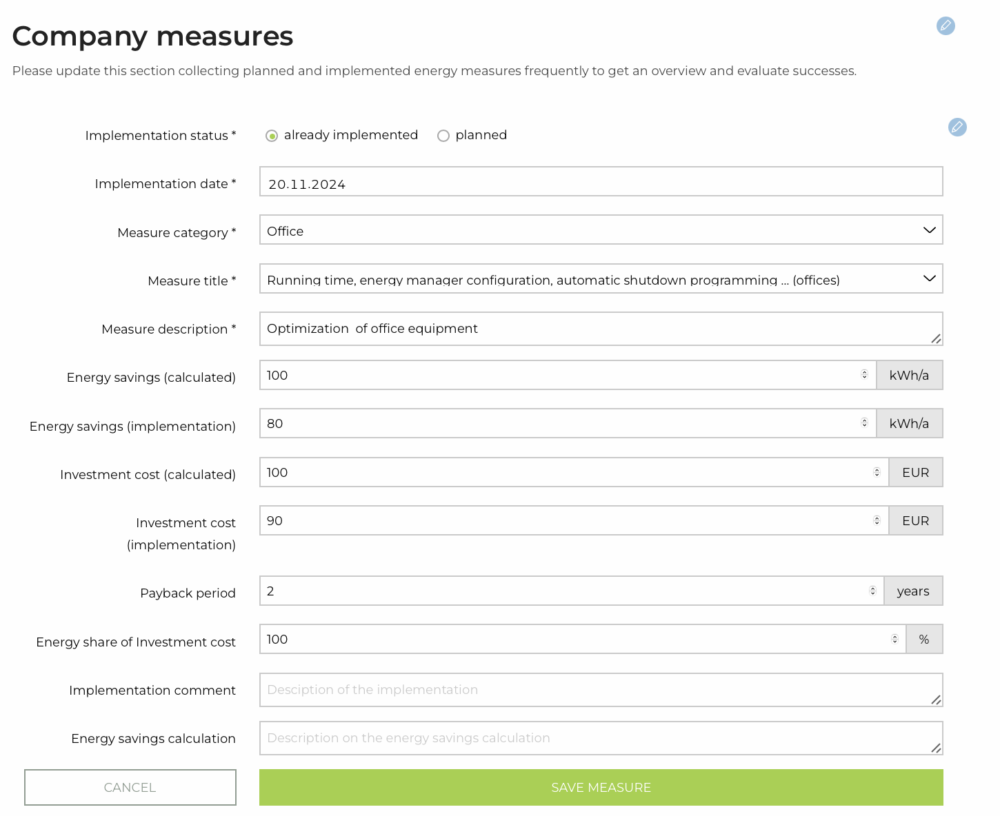 Company measures
Please update this section collecting planned and implemented energy measures frequently to get an overview and evaluate successes.
Implementation status * already implemented planned
Implementation date * 20.11.2024
Measure category * Office
Measure title * Running time, energy manager configuration, automatic shutdown programming ... (offices)
Measure description * Optimization  of office equipment
Energy savings (calculated) 100 kWh/a
Energy savings (implementation) 80 kWh/a
Investment cost (calculated) 100 EUR
Investment cost 90 EUR
(implementation)
Payback period 2 years
Energy share of Investment cost 100 %
Implementation comment Desciption of the implementation
Energy savings calculation Description on the energy savings calculation
CANCEL SAVE MEASURE